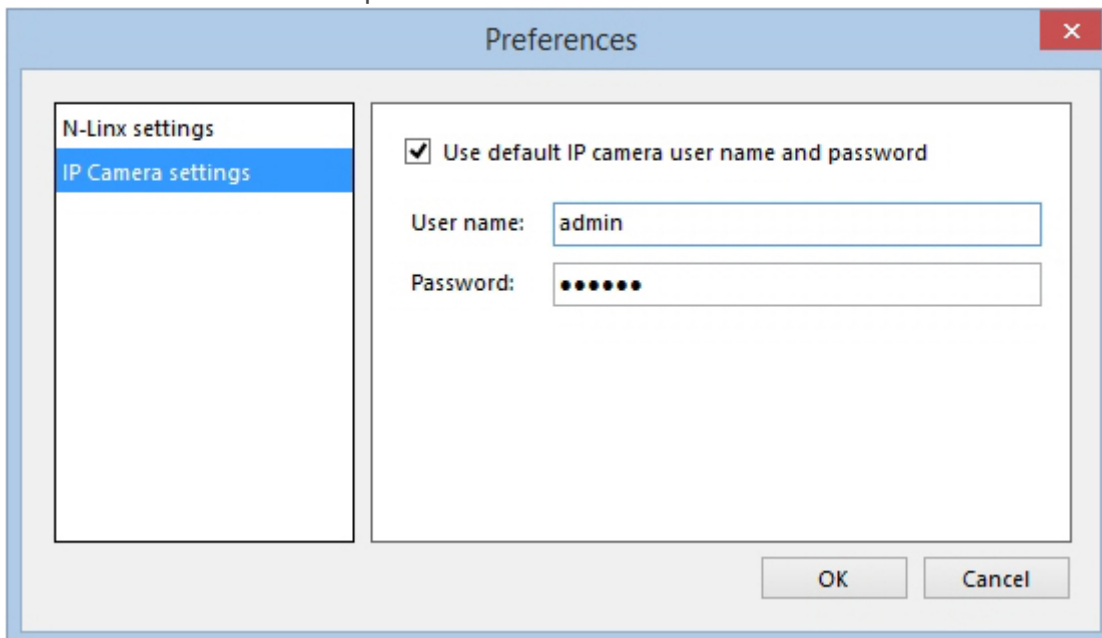 Preferences
N-Linx settings
IP Camera settings
Use default IP camera user name and password
User name: admin
Password: ●●●●●●
OK Cancel